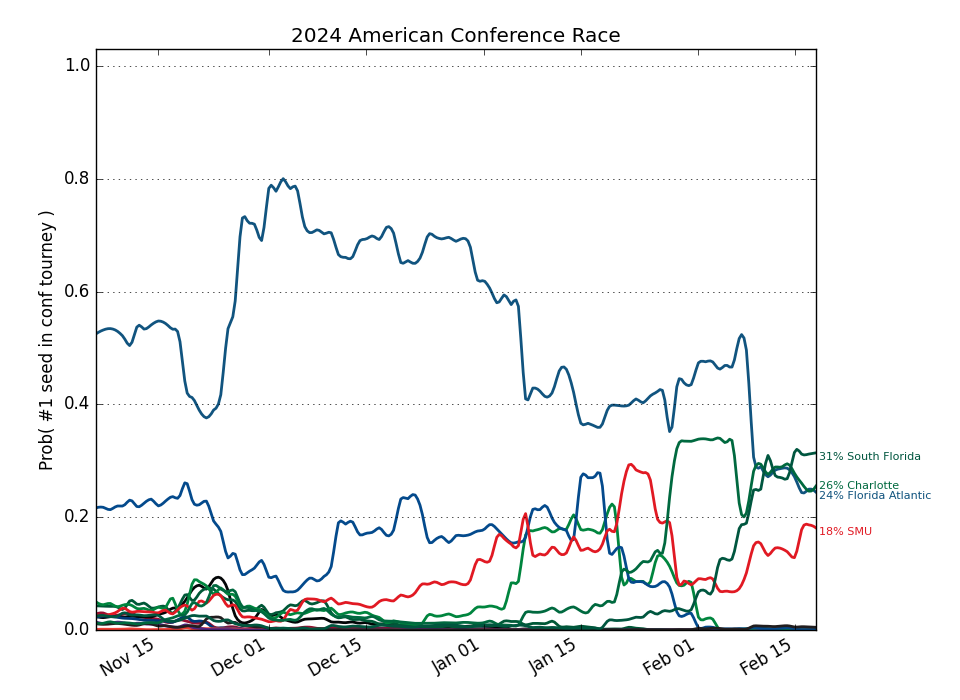 2024 American Conference Race
Prob( #1 seed in conf tourney )
1.0
0.8
0.6
0.4
0.2
0.0
31% South Florida
26% Charlotte
24% Florida Atlantic
18% SMU
Nov 15
Dec 01
Dec 15
Jan 01
Jan 15
Feb 01
Feb 15